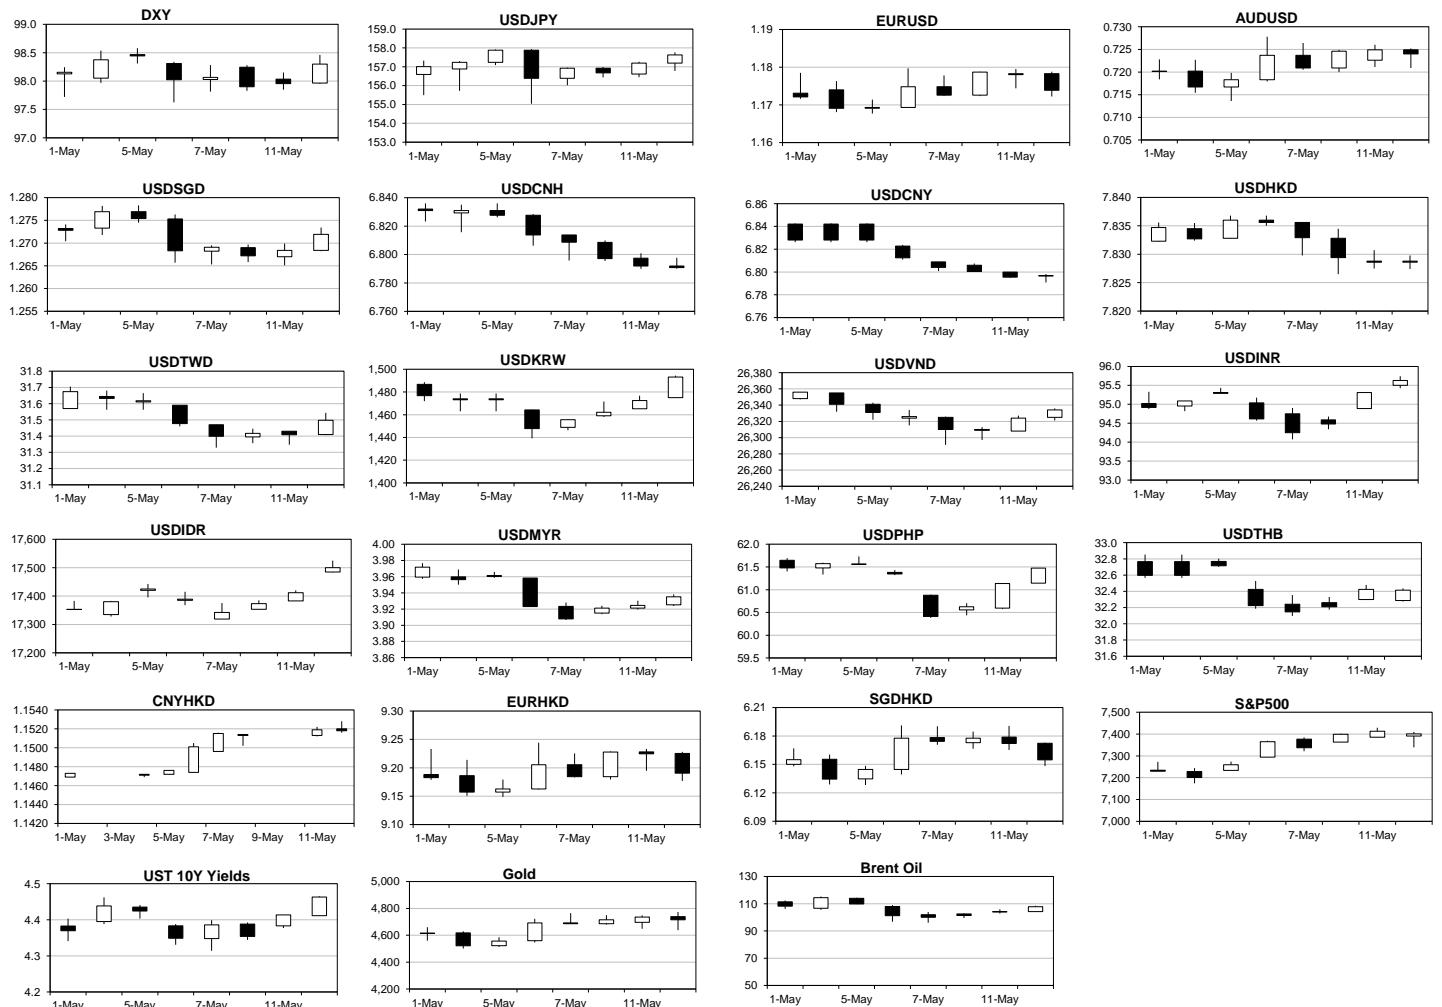 DXY
99.0
98.5
98.0
97.5
97.0
1-May 5-May 7-May 11-May
USDJPY
159.0
158.0
157.0
156.0
155.0
154.0
153.0
1-May 5-May 7-May 11-May
EURUSD
1.19
1.18
1.17
1.16
1-May 5-May 7-May 11-May
AUDUSD
0.730
0.725
0.720
0.715
0.710
0.705
1-May 5-May 7-May 11-May
USDSGD
1.280
1.275
1.270
1.265
1.260
1.255
1-May 5-May 7-May 11-May
USDCNH
6.840
6.820
6.800
6.780
6.760
1-May 5-May 7-May 11-May
USDCNY
6.86
6.84
6.82
6.80
6.78
6.76
1-May 5-May 7-May 11-May
USDHKD
7.840
7.835
7.830
7.825
7.820
1-May 5-May 7-May 11-May
USDTWD
31.8
31.7
31.6
31.5
31.4
31.3
31.2
31.1
1-May 5-May 7-May 11-May
USDKRW
1,500
1,480
1,460
1,440
1,420
1,400
1-May 5-May 7-May 11-May
USDVND
26,380
26,360
26,340
26,320
26,300
26,280
26,260
26,240
1-May 5-May 7-May 11-May
USDINR
96.0
95.5
95.0
94.5
94.0
93.5
93.0
1-May 5-May 7-May 11-May
USDIDR
17,600
17,500
17,400
17,300
17,200
1-May 5-May 7-May 11-May
USDMYR
4.00
3.98
3.96
3.94
3.92
3.90
3.88
3.86
1-May 5-May 7-May 11-May
USDPHP
62.0
61.5
61.0
60.5
60.0
59.5
1-May 5-May 7-May 11-May
USDTHB
33.0
32.8
32.6
32.4
32.2
32.0
31.8
31.6
1-May 5-May 7-May 11-May
CNYHKD
1.1540
1.1520
1.1500
1.1480
1.1460
1.1440
1.1420
1-May 3-May 5-May 7-May 9-May 11-May
EURHKD
9.30
9.25
9.20
9.15
9.10
1-May 5-May 7-May 11-May
SGDHKD
6.21
6.18
6.15
6.12
6.09
1-May 5-May 7-May 11-May
S&P500
7,500
7,400
7,300
7,200
7,100
7,000
1-May 5-May 7-May 11-May
UST 10Y Yields
4.5
4.4
4.3
4.2
1-May 5-May 7-May 11-May
Gold
5,000
4,800
4,600
4,400
4,200
1-May 5-May 7-May 11-May
Brent Oil
130
110
90
70
50
1-May 5-May 7-May 11-May